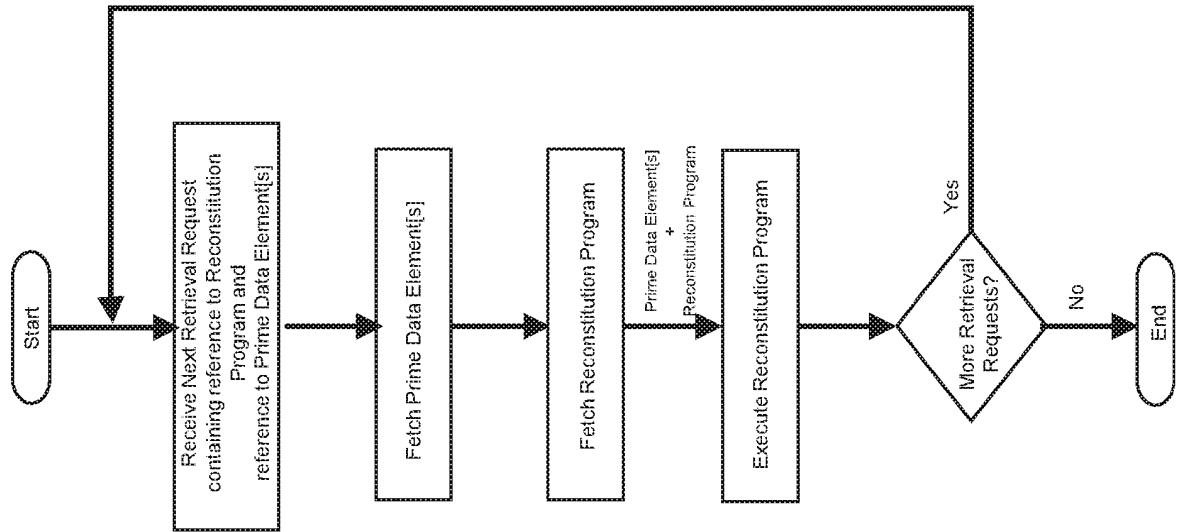 Start
Receive Next Retrieval Request
containing reference to Reconstitution
Program and
reference to Prime Data Element[s]
Fetch Prime Data Element[s]
Fetch Reconstitution Program
Prime Data Element[s]
+
Reconstitution Program
Execute Reconstitution Program
More Retrieval
Requests?
Yes
No
End